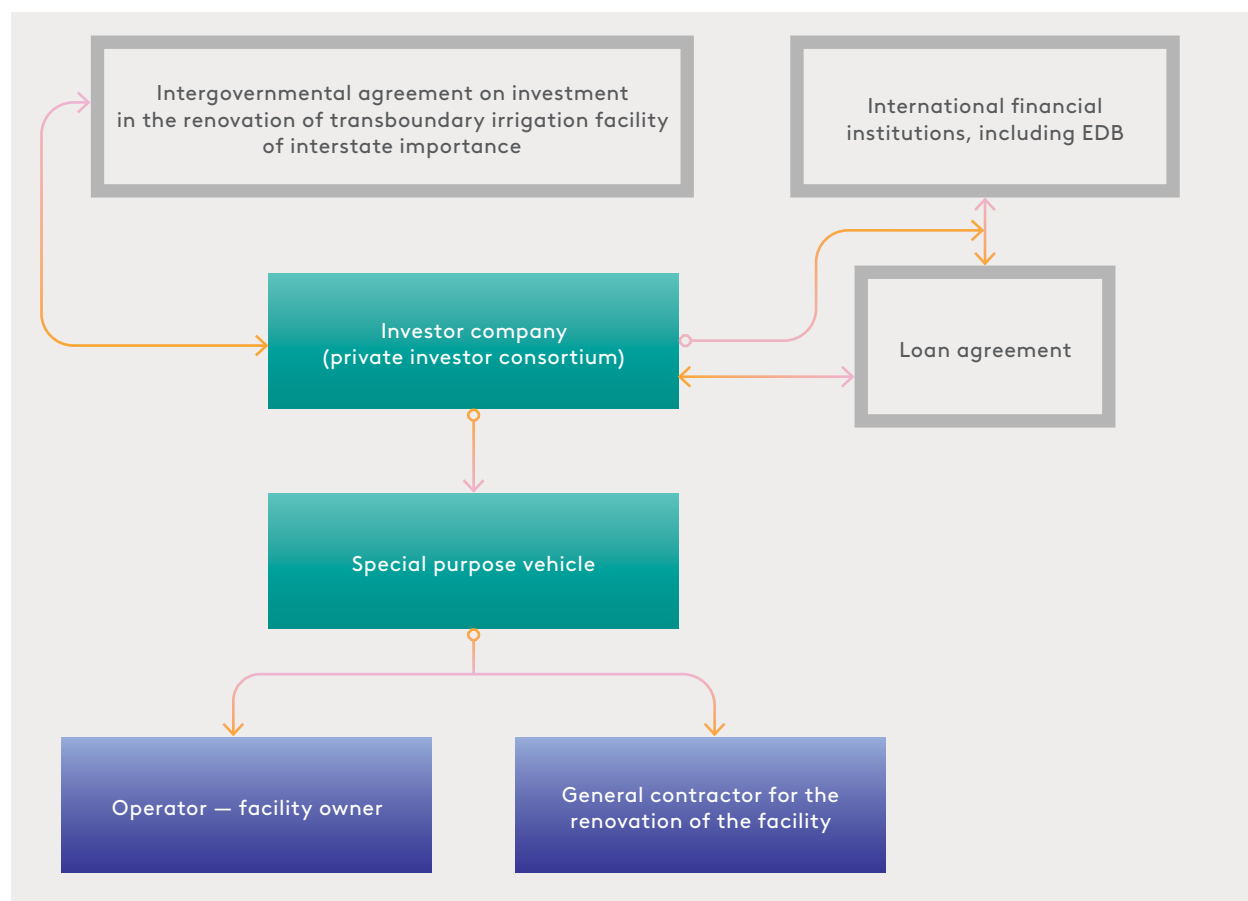 Intergovernmental agreement on investment
in the renovation of transboundary irrigation facility
of interstate importance
International financial
institutions, including EDB
Investor company
(private investor consortium)
Loan agreement
Special purpose vehicle
Operator — facility owner
General contractor for the
renovation of the facility